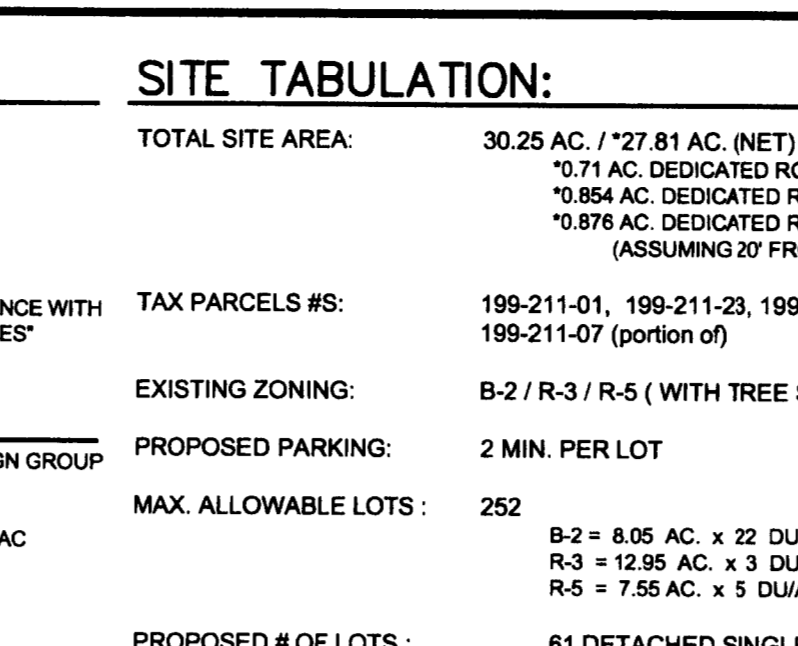 SITE TABULATION:
TOTAL SITE AREA: 30.25 AC. / *27.81 AC. (NET)
*0.71 AC. DEDICATED
*0.854 AC. DEDICATED
*0.876 AC. DEDICATED
(ASSUMING 20'
WITH
TAX PARCELS #S: 199-211-01, 199-211-23, 199
199-211-07 (portion of)
EXISTING ZONING: B-2 / R-3 / R-5 ( WITH TREE
GROUP
PROPOSED PARKING: 2 MIN. PER LOT
MAX. ALLOWABLE LOTS : 252
AC
B-2 = 8.05 AC. x 22 DU
R-3 = 12.95 AC. x 3 DU
R-5 = 7.55 AC. x 5 DU/
PROPOSED # OF LOTS : 61 DETACHED